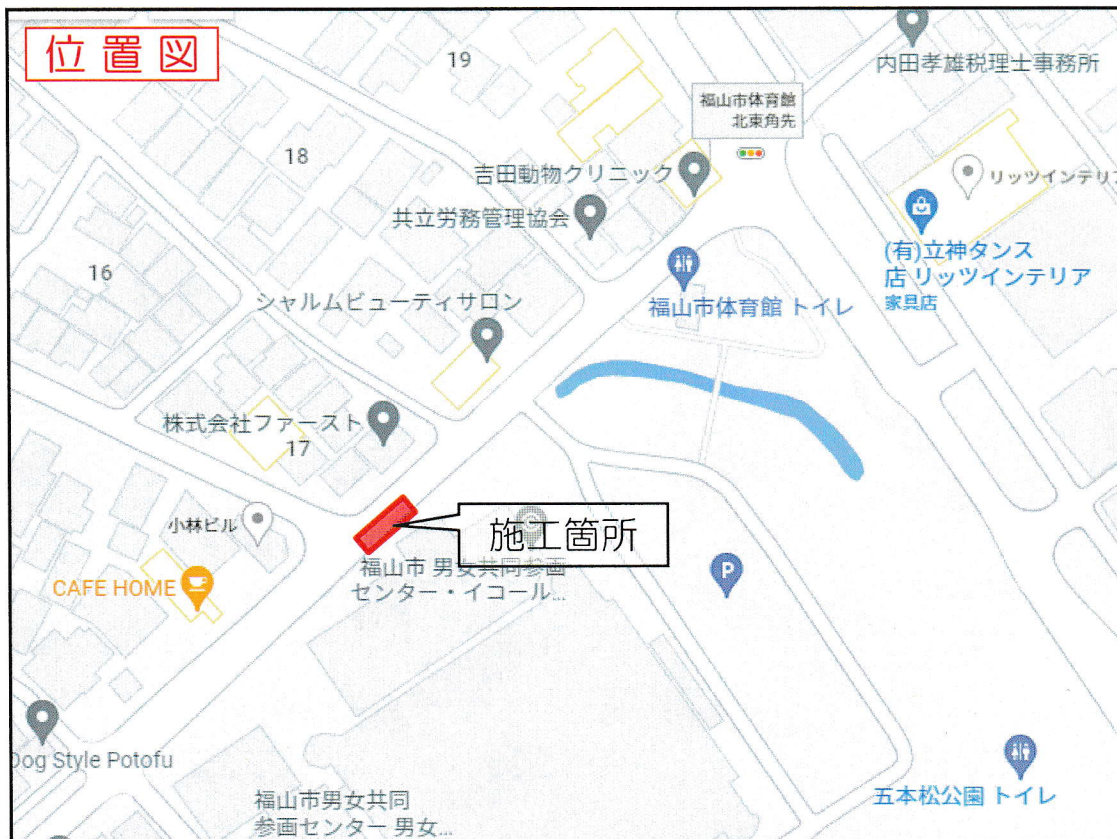 位置図
19
内田孝雄税理士事務所
福山市体育館
北東角先
18
吉田動物クリニック
リッツインテリア
共立労務管理協会
(有)立神タンス
店 リッツインテリア
家具店
16
シャルムビューティサロン
福山市体育館 トイレ
株式会社ファースト
17
小林ビル
施工箇所
福山市 男女共同参画
センター・イコール...
P
CAFE HOME
Dog Style Potofu
五本松公園 トイレ
福山市男女共同
参画センター 男女...